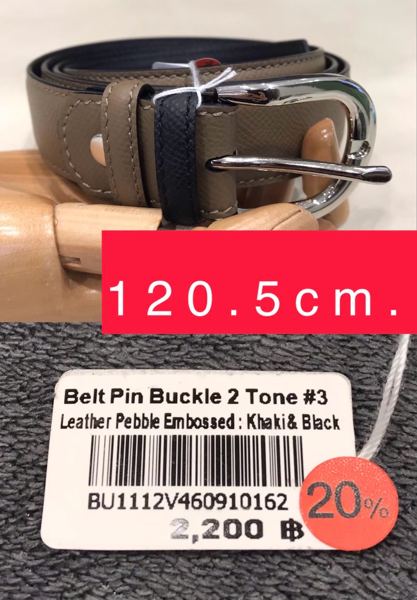 120.5cm.
Belt Pin Buckle 2 Tone #3
Leather Pebble Embossed : Khaki & Black
BU1112V460910162
2,200 ฿
20%